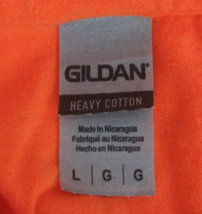 GILDAN®
HEAVY COTTON
Made in Nicaragua
Fabriqué au Nicaragua
Hecho en Nicaragua
L | G | G